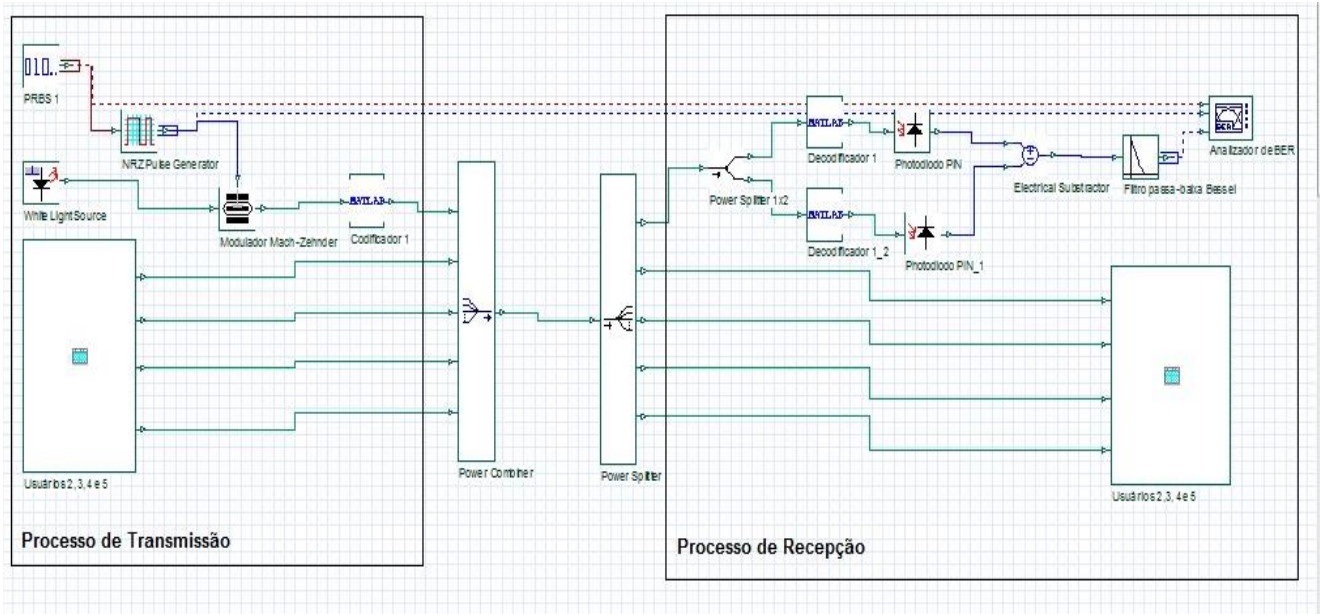 010..
PRBS 1
NRZ Pulse Generator
White Light Source
Modulador Mach-Zehnder
MATLAB
Codificador 1
Usuários 2, 3, 4 e 5
Processo de Transmissão
Power Combiner
Power Splitter
Power Splitter 1x2
MATLAB
Decodificador 1
MATLAB
Decodificador 1_2
Photodiodo PIN
Photodiodo PIN_1
Electrical Substractor
Filtro passa-baixa Bessel
Analizador de BER
Usuários 2, 3, 4 e 5
Processo de Recepção